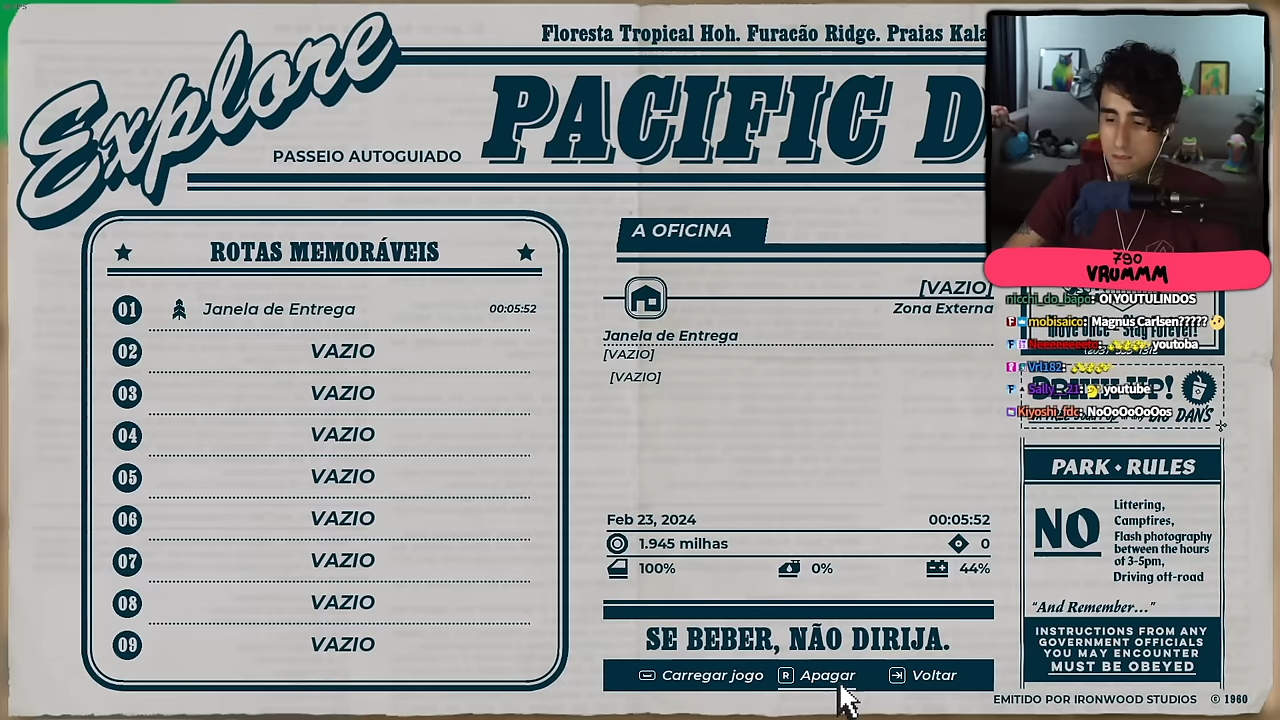 Explore
Floresta Tropical Hoh. Furacão Ridge. Praias Kala
PASSEIO AUTOGUIADO
PACIFIC D
ROTAS MEMORÁVEIS
01 Janela de Entrega 00:05:52
02 VAZIO
03 VAZIO
04 VAZIO
05 VAZIO
06 VAZIO
07 VAZIO
08 VAZIO
09 VAZIO
A OFICINA
[VAZIO]
Zona Externa
Janela de Entrega
[VAZIO]
[VAZIO]
Feb 23, 2024 00:05:52
1.945 milhas 0
100% 0% 44%
SE BEBER, NÃO DIRIJA.
Carregar jogo R Apagar Voltar
790
VRUMMM
nicchi_do_bapo: OI YOUTULINDOS
mobisaico: Magnus Carlsen?????
youtoba
Vrl182:
Sally__21: youtube
Kiyoshi_fdc: NoOoOoOoOos
PARK • RULES
NO
Littering,
Campfires,
Flash photography
between the hours
of 3-5pm,
Driving off-road
"And Remember..."
INSTRUCTIONS FROM ANY
GOVERNMENT OFFICIALS
YOU MAY ENCOUNTER
MUST BE OBEYED
EMITIDO POR IRONWOOD STUDIOS © 1960